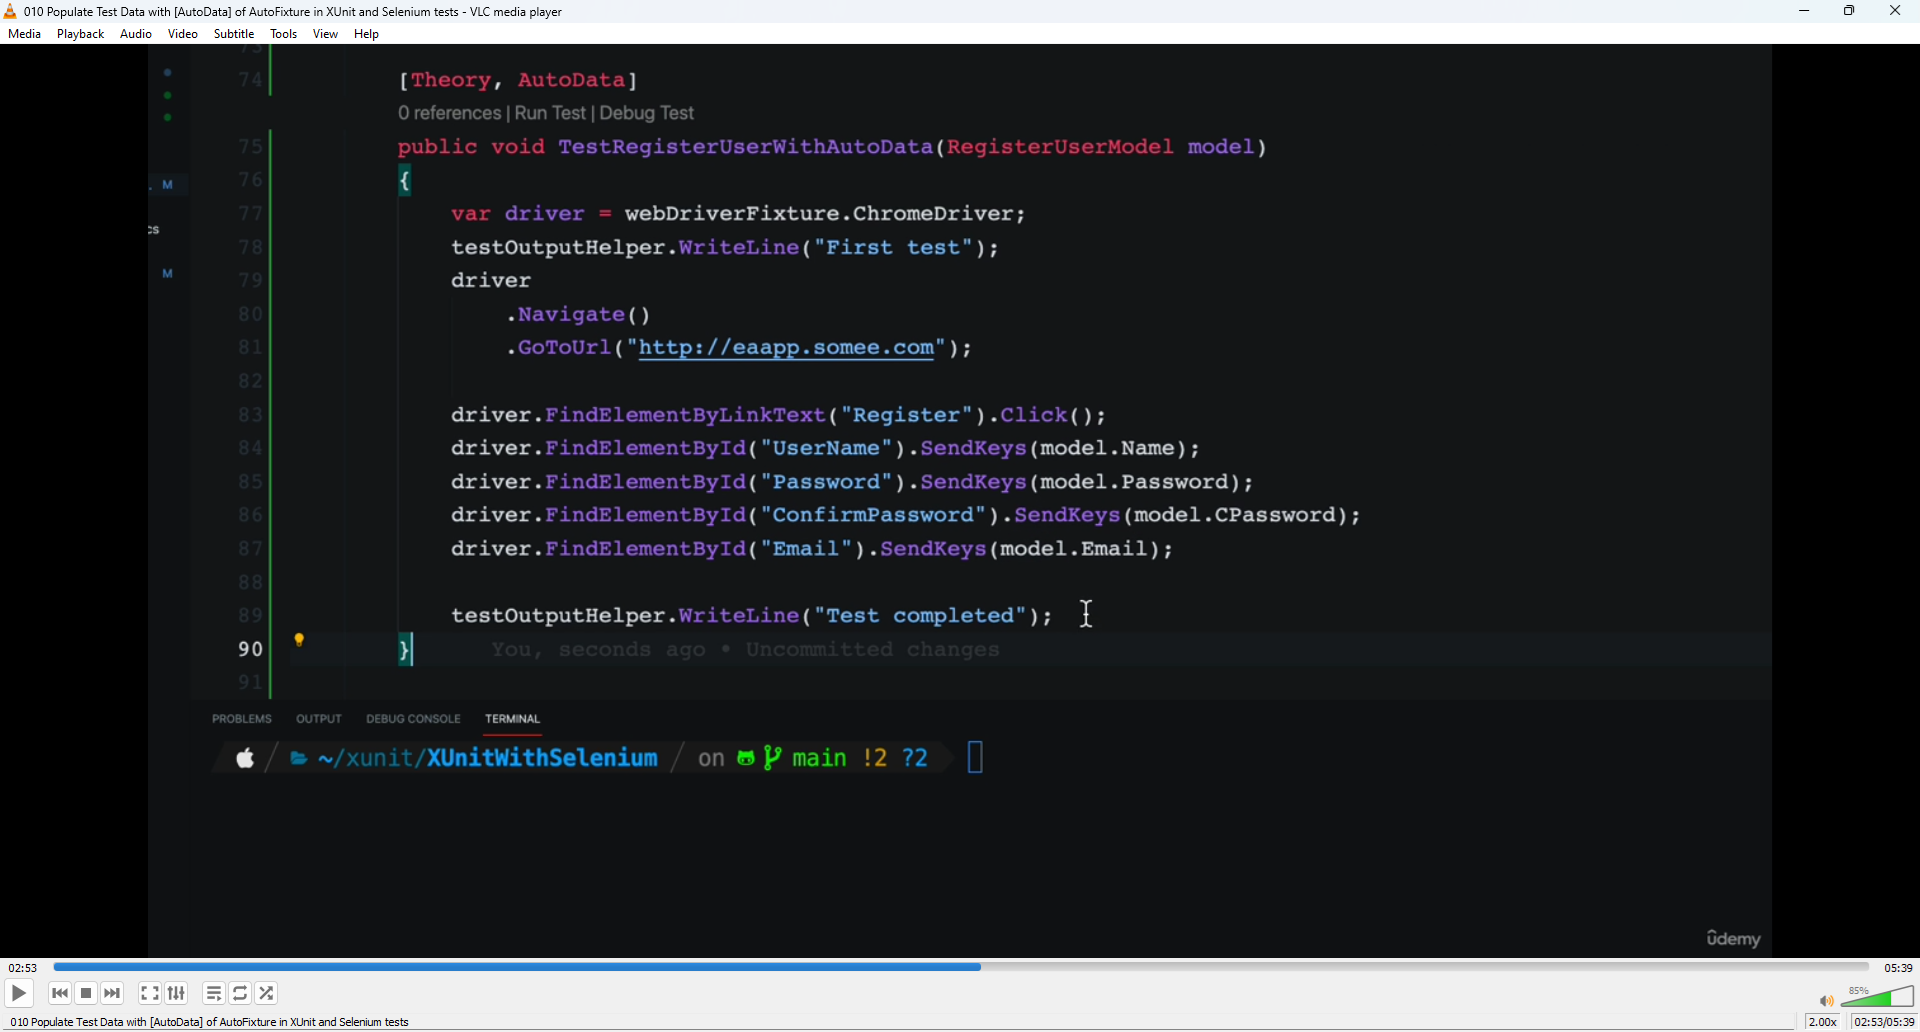 010 Populate Test Data with [AutoData] of AutoFixture in XUnit and Selenium tests - VLC media player
Media Playback Audio Video Subtitle Tools View Help
73
74 [Theory, AutoData]
0 references | Run Test | Debug Test
75 public void TestRegisterUserWithAutoData(RegisterUserModel model)
76 {
77 var driver = webDriverFixture.ChromeDriver;
78 testOutputHelper.WriteLine("First test");
79 driver
80 .Navigate()
81 .GoToUrl("http://eaapp.somee.com");
82
83 driver.FindElementByLinkText("Register").Click();
84 driver.FindElementById("UserName").SendKeys(model.Name);
85 driver.FindElementById("Password").SendKeys(model.Password);
86 driver.FindElementById("ConfirmPassword").SendKeys(model.CPassword);
87 driver.FindElementById("Email").SendKeys(model.Email);
88
89 testOutputHelper.WriteLine("Test completed");
90 } You, seconds ago • Uncommitted changes
91
. M
cs
M
PROBLEMS OUTPUT DEBUG CONSOLE TERMINAL
~/xunit/XUnitWithSelenium on main !2 ?2
ûdemy
02:53 05:39
85%
010 Populate Test Data with [AutoData] of AutoFixture in XUnit and Selenium tests 2.00x 02:53/05:39